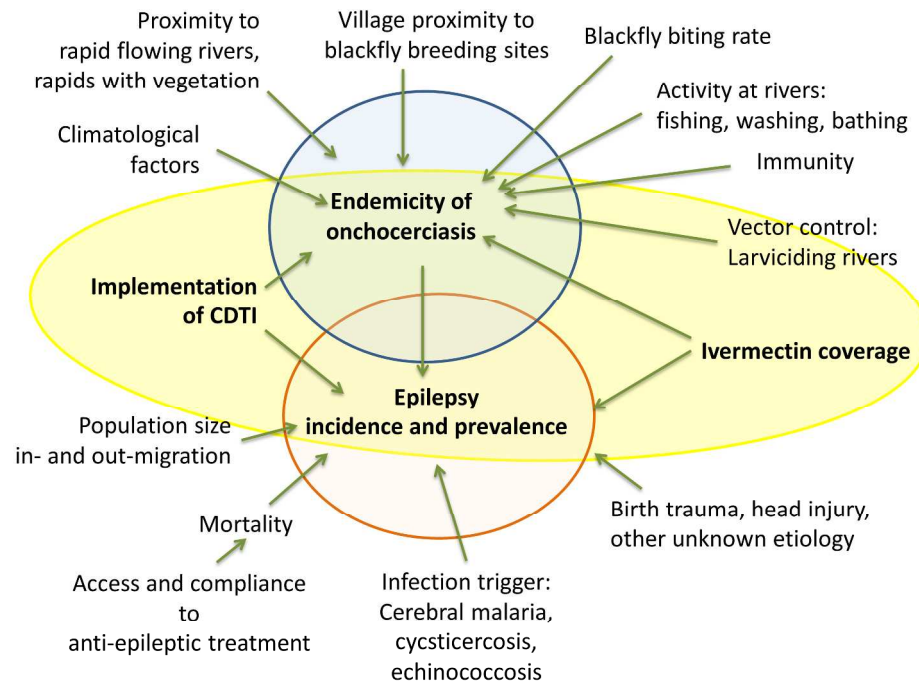 Proximity to
rapid flowing rivers,
rapids with vegetation
Village proximity to
blackfly breeding sites
Blackfly biting rate
Activity at rivers:
fishing, washing, bathing
Climatological
factors
Immunity
Endemicity of
onchocerciasis
Vector control:
Larviciding rivers
Implementation
of CDTI
Ivermectin coverage
Epilepsy
incidence and prevalence
Population size
in- and out-migration
Mortality
Birth trauma, head injury,
other unknown etiology
Access and compliance
to
anti-epileptic treatment
Infection trigger:
Cerebral malaria,
cycsticercosis,
echinococcosis